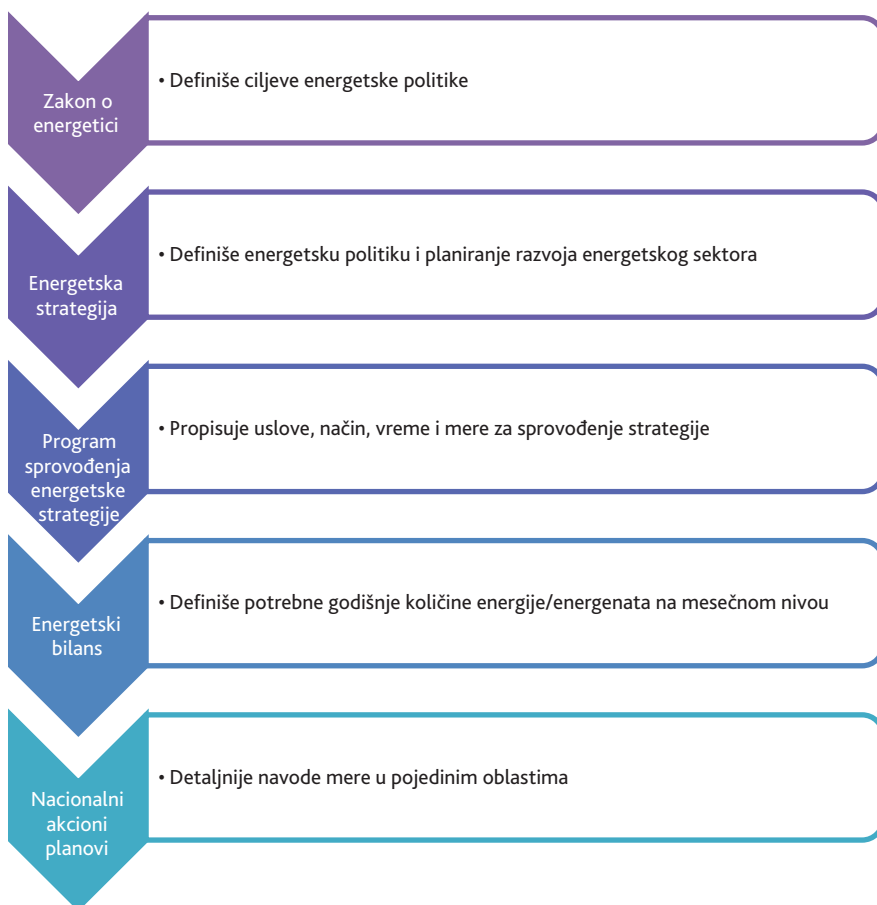 Zakon o
energetici
• Definiše ciljeve energetske politike
Energetska
strategija
• Definiše energetsku politiku i planiranje razvoja energetskog sektora
Program
sprovođenja
energetske
strategije
• Propisuje uslove, način, vreme i mere za sprovođenje strategije
Energetski
bilans
• Definiše potrebne godišnje količine energije/energenata na mesečnom nivou
Nacionalni
akcioni
planovi
• Detaljnije navode mere u pojedinim oblastima